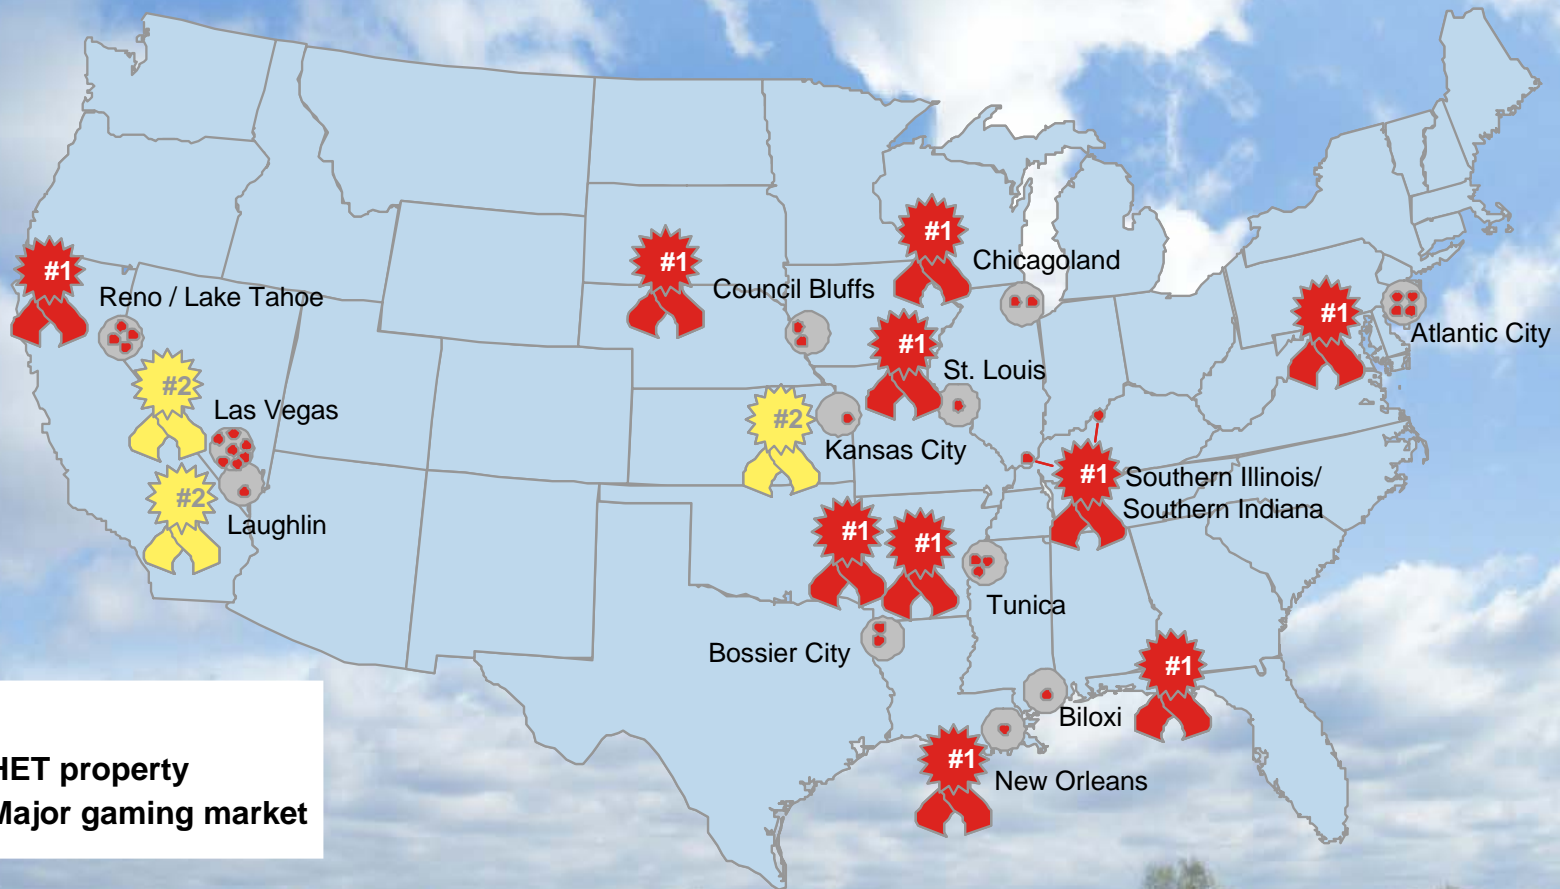 #1
Chicagoland
#1
Reno / Lake Tahoe
#1
Council Bluffs
#1
Atlantic City
#1
St. Louis
#2
Las Vegas
#2
Kansas City
#1
Southern Illinois/
Southern Indiana
#2
Laughlin
#1
#1
Tunica
Bossier City
#1
Biloxi
#1
New Orleans
HET property
Major gaming market